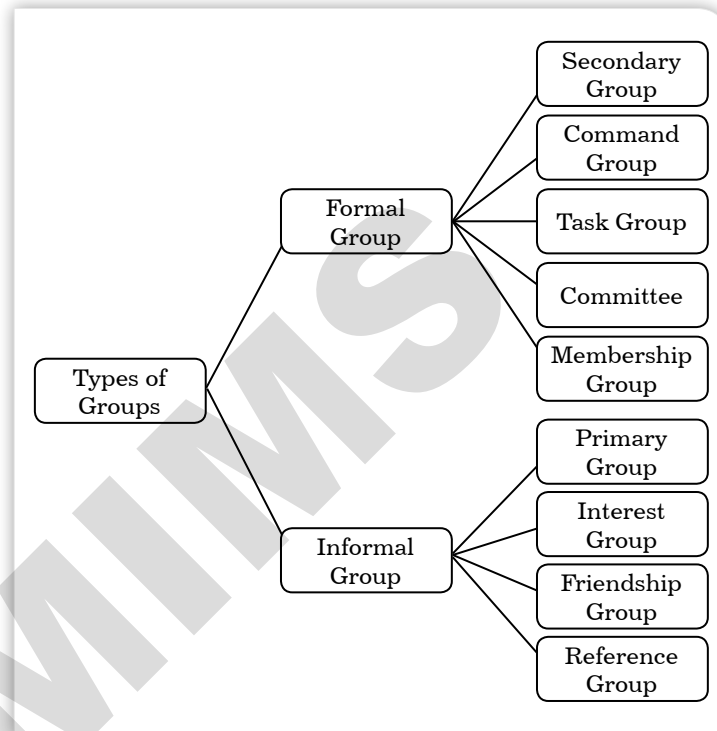 Types of
Groups
Formal
Group
Secondary
Group
Command
Group
Task Group
Committee
Membership
Group
Informal
Group
Primary
Group
Interest
Group
Friendship
Group
Reference
Group
MIMS